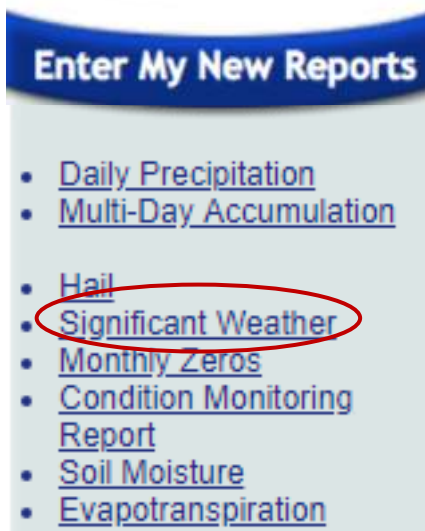 Enter My New Reports
Daily Precipitation
Multi-Day Accumulation
Hail
Significant Weather
Monthly Zeros
Condition Monitoring
Report
Soil Moisture
Evapotranspiration